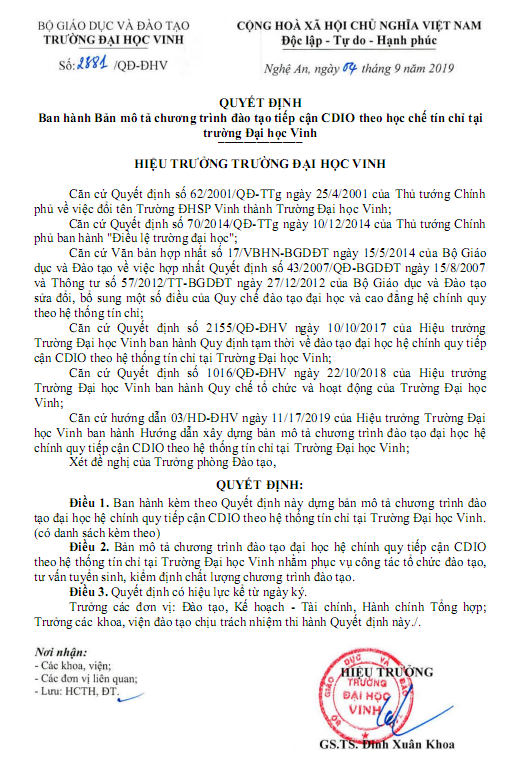 BỘ GIÁO DỤC VÀ ĐÀO TẠO
TRƯỜNG ĐẠI HỌC VINH
Số: 2881 /QĐ-ĐHV
CỘNG HOÀ XÃ HỘI CHỦ NGHĨA VIỆT NAM
Độc lập - Tự do - Hạnh phúc
Nghệ An, ngày 04 tháng 9 năm 2019
QUYẾT ĐỊNH
Ban hành Bản mô tả chương trình đào tạo tiếp cận CDIO theo học chế tín chỉ tại
trường Đại học Vinh
HIỆU TRƯỞNG TRƯỜNG ĐẠI HỌC VINH
Căn cứ Quyết định số 62/2001/QĐ-TTg ngày 25/4/2001 của Thủ tướng Chính
phủ về việc đổi tên Trường ĐHSP Vinh thành Trường Đại học Vinh;
Căn cứ Quyết định số 70/2014/QĐ-TTg ngày 10/12/2014 của Thủ tướng Chính
phủ ban hành "Điều lệ trường đại học";
Căn cứ Văn bản hợp nhất số 17/VBHN-BGDĐT ngày 15/5/2014 của Bộ Giáo
dục và Đào tạo về việc hợp nhất Quyết định số 43/2007/QĐ-BGDĐT ngày 15/8/2007
và Thông tư số 57/2012/TT-BGDĐT ngày 27/12/2012 của Bộ Giáo dục và Đào tạo
sửa đổi, bổ sung một số điều của Quy chế đào tạo đại học và cao đẳng hệ chính quy
theo hệ thống tín chỉ;
Căn cứ Quyết định số 2155/QĐ-ĐHV ngày 10/10/2017 của Hiệu trưởng
Trường Đại học Vinh ban hành Quy định tạm thời về đào tạo đại học hệ chính quy tiếp
cận CDIO theo hệ thống tín chỉ tại Trường Đại học Vinh;
Căn cứ Quyết định số 1016/QĐ-ĐHV ngày 22/10/2018 của Hiệu trưởng
Trường Đại học Vinh ban hành Quy chế tổ chức và hoạt động của Trường Đại học
Vinh;
Căn cứ hướng dẫn 03/HD-ĐHV ngày 11/17/2019 của Hiệu trưởng Trường Đại
học Vinh ban hành Hướng dẫn xây dựng bản mô tả chương trình đào tạo đại học hệ
chính quy tiếp cận CDIO theo hệ thống tín chỉ tại Trường Đại học Vinh;
Xét đề nghị của Trưởng phòng Đào tạo,
QUYẾT ĐỊNH:
Điều 1. Ban hành kèm theo Quyết định này dựng bản mô tả chương trình đào
tạo đại học hệ chính quy tiếp cận CDIO theo hệ thống tín chỉ tại Trường Đại học Vinh.
(có danh sách kèm theo)
Điều 2. Bản mô tả chương trình đào tạo đại học hệ chính quy tiếp cận CDIO
theo hệ thống tín chỉ tại Trường Đại học Vinh nhằm phục vụ công tác tổ chức đào tạo,
tư vấn tuyển sinh, kiểm định chất lượng chương trình đào tạo.
Điều 3. Quyết định có hiệu lực kể từ ngày ký.
Trưởng các đơn vị: Đào tạo, Kế hoạch - Tài chính, Hành chính Tổng hợp;
Trưởng các khoa, viện đào tạo chịu trách nhiệm thi hành Quyết định này./.
Nơi nhận:
- Các khoa, viện;
- Các đơn vị liên quan;
- Lưu: HCTH, ĐT.
HIỆU TRƯỞNG
BỘ GIÁO DỤC VÀ ĐÀO TẠO
TRƯỜNG
ĐẠI HỌC
VINH
GS.TS. Đinh Xuân Khoa